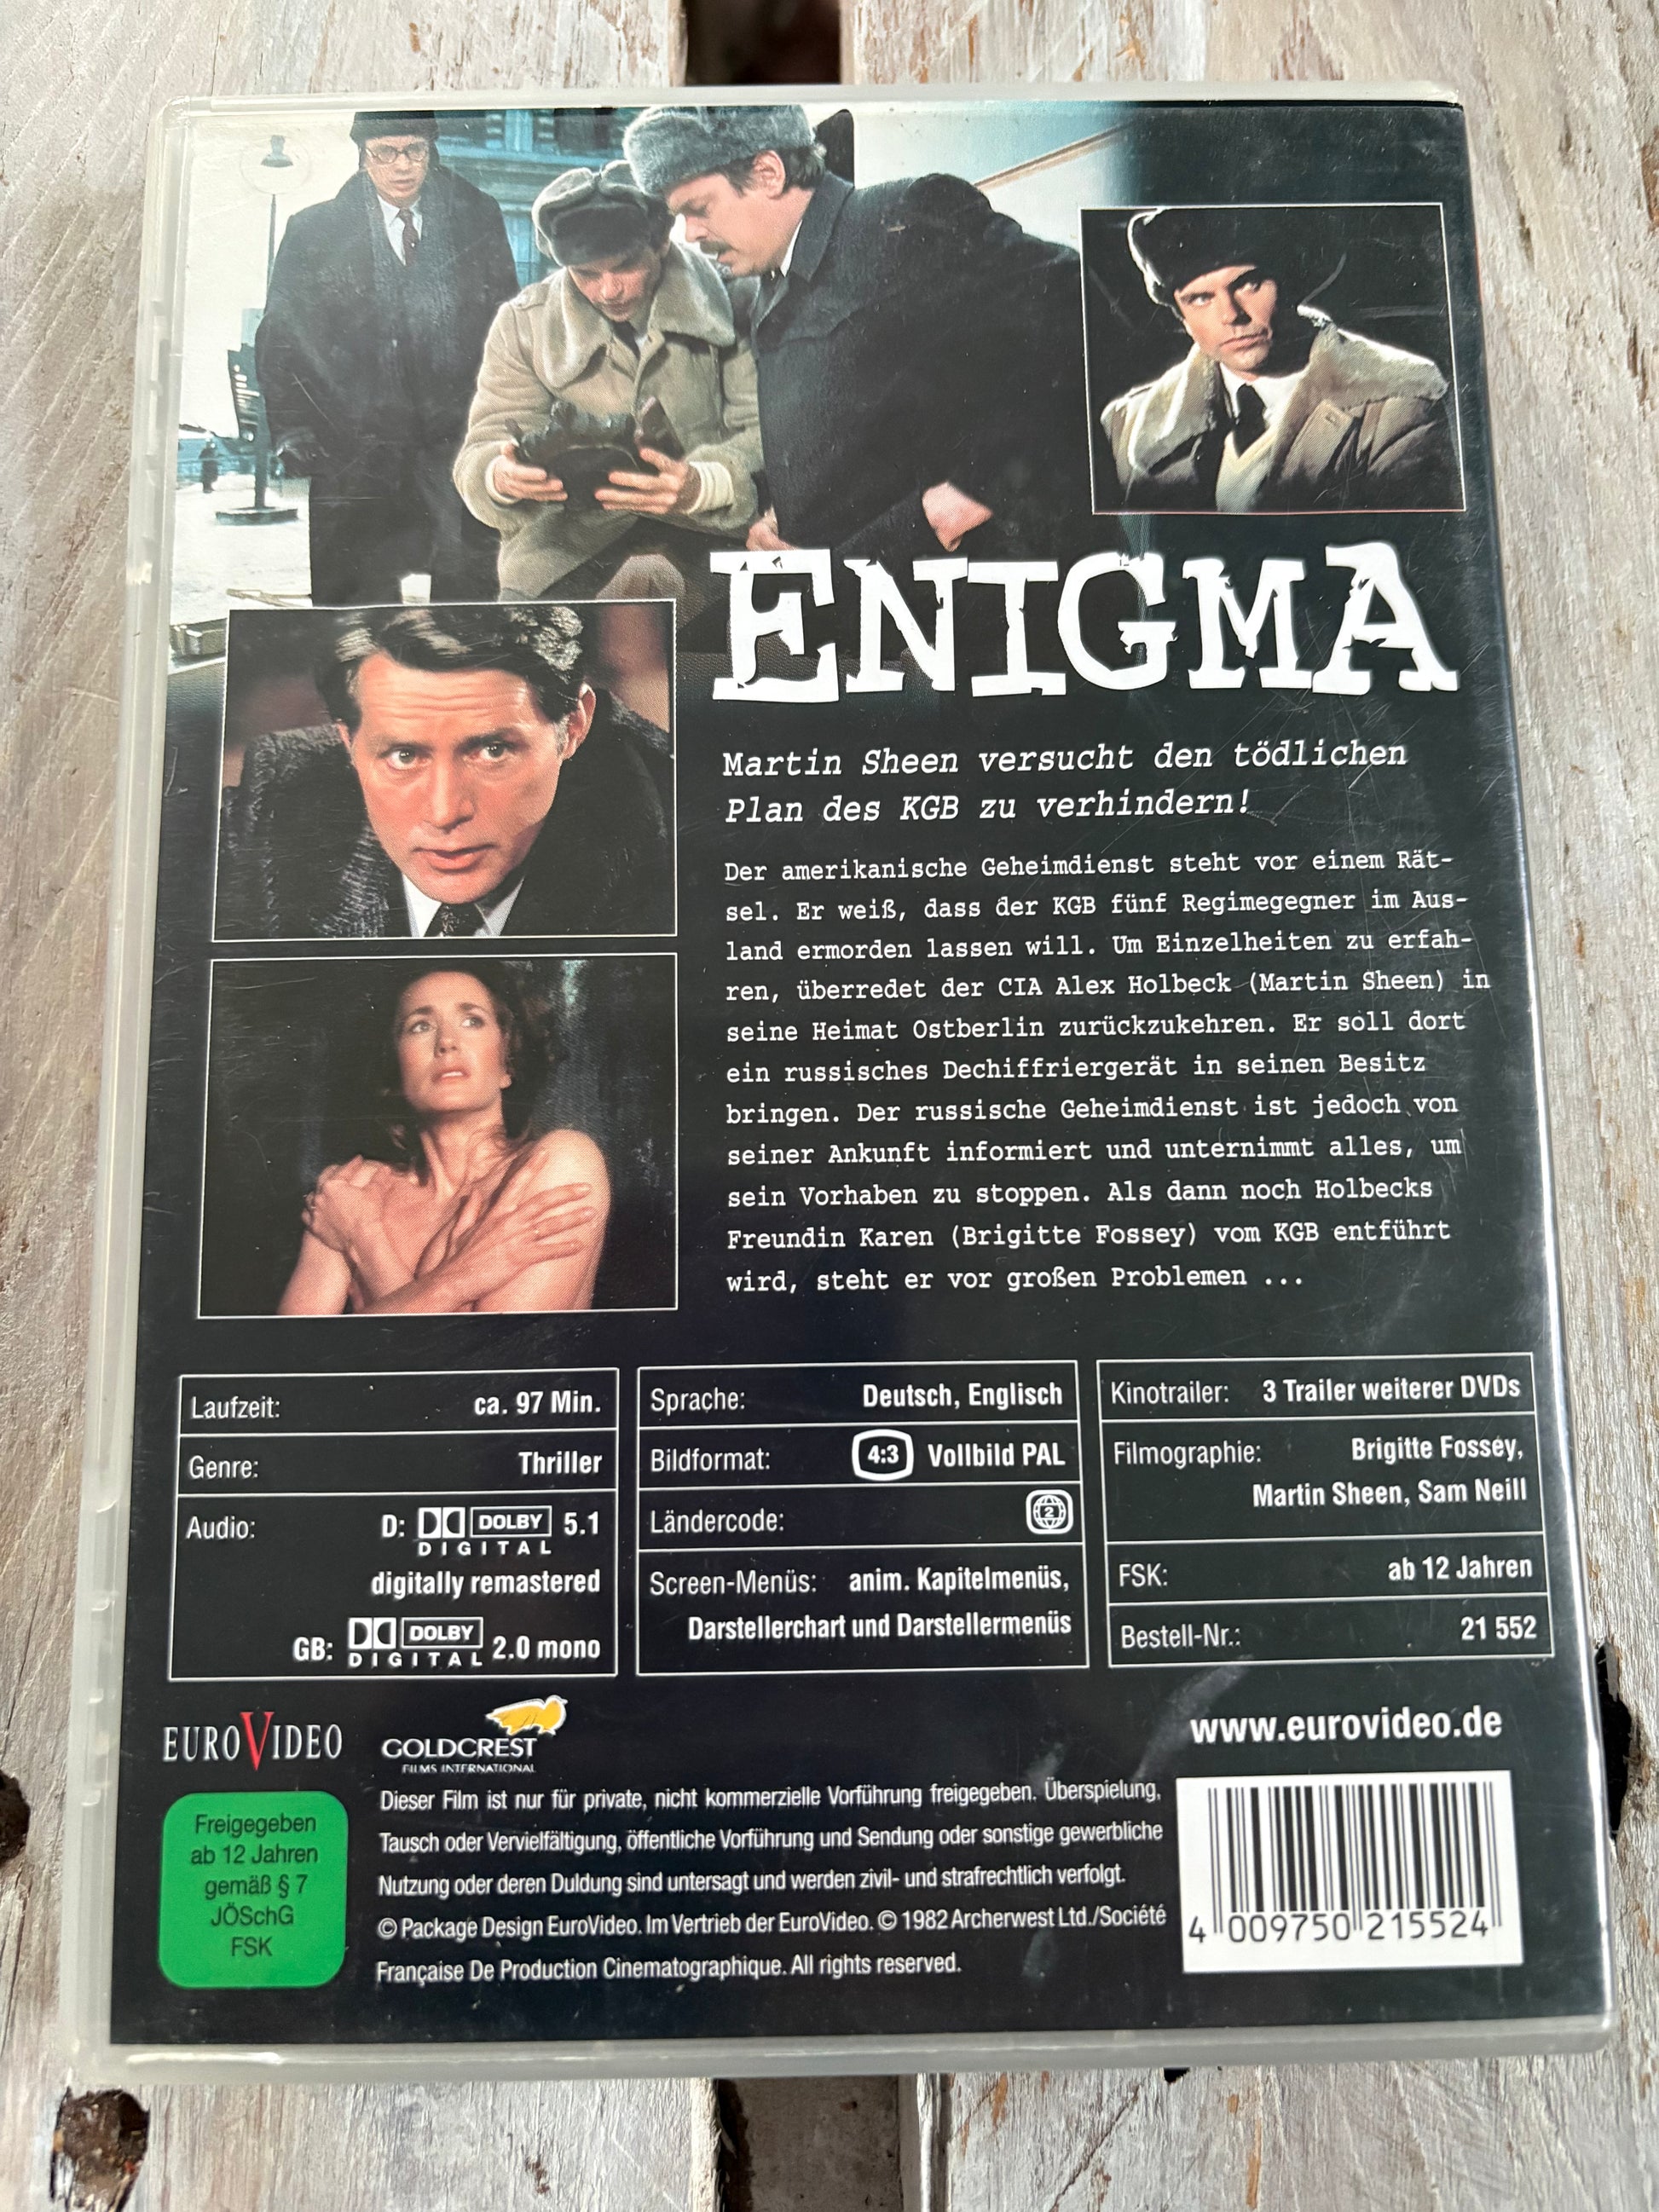 ENIGMA
Martin Sheen versucht den tödlichen
Plan des KGB zu verhindern!
Der amerikanische Geheimdienst steht vor einem Rät-
sel. Er weiß, dass der KGB fünf Regimegegner im Aus-
land ermorden lassen will. Um Einzelheiten zu erfah-
ren, überredet der CIA Alex Holbeck (Martin Sheen) in
seine Heimat Ostberlin zurückzukehren. Er soll dort
ein russisches Dechiffriergerät in seinen Besitz
bringen. Der russische Geheimdienst ist jedoch von
seiner Ankunft informiert und unternimmt alles, um
sein Vorhaben zu stoppen. Als dann noch Holbecks
Freundin Karen (Brigitte Fossey) vom KGB entführt
wird, steht er vor großen Problemen ...
Laufzeit: ca. 97 Min.
Genre: Thriller
Audio: D: DOLBY DIGITAL 5.1
digitally remastered
GB: DOLBY DIGITAL 2.0 mono
Sprache: Deutsch, Englisch
Bildformat: 4:3 Vollbild PAL
Ländercode: 2
Screen-Menüs: anim. Kapitelmenüs,
Darstellerchart und Darstellermenüs
Kinotrailer: 3 Trailer weiterer DVDs
Filmographie: Brigitte Fossey,
Martin Sheen, Sam Neill
FSK: ab 12 Jahren
Bestell-Nr.: 21 552
EUROVIDEO
GOLDCREST
FILMS INTERNATIONAL
www.eurovideo.de
Freigegeben
ab 12 Jahren
gemäß § 7
JÖSchG
FSK
Dieser Film ist nur für private, nicht kommerzielle Vorführung freigegeben. Überspielung,
Tausch oder Vervielfältigung, öffentliche Vorführung und Sendung oder sonstige gewerbliche
Nutzung oder deren Duldung sind untersagt und werden zivil- und strafrechtlich verfolgt.
© Package Design EuroVideo. Im Vertrieb der EuroVideo. © 1982 Archerwest Ltd./Société
Française De Production Cinematographique. All rights reserved.
4 009750 215524